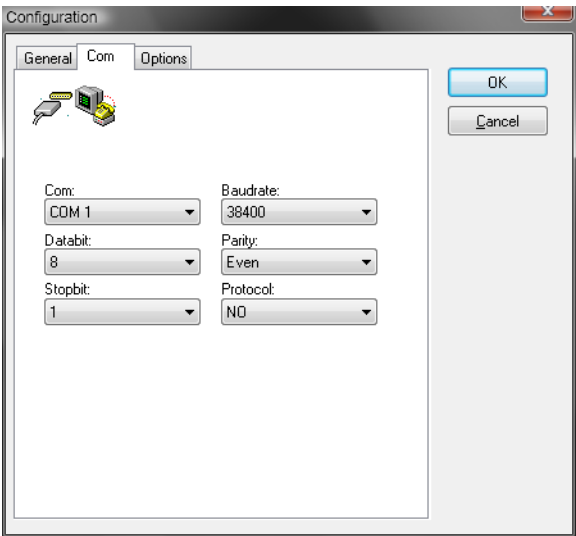 Configuration
General Com Options
OK
Cancel
Com: Baudrate:
COM 1 38400
Databit: Parity:
8 Even
Stopbit: Protocol:
1 NO